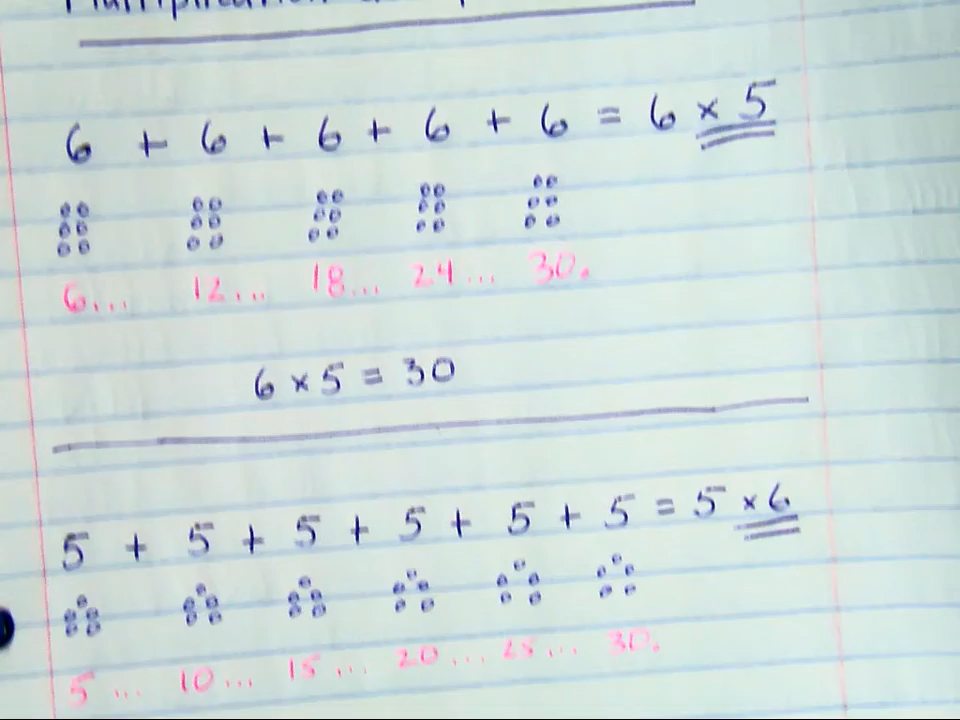 Multiplication
6 + 6 + 6 + 6 + 6 = 6 × 5
6... 12... 18... 24... 30.
6 × 5 = 30
5 + 5 + 5 + 5 + 5 + 5 = 5 × 6
5... 10... 15... 20... 25... 30.